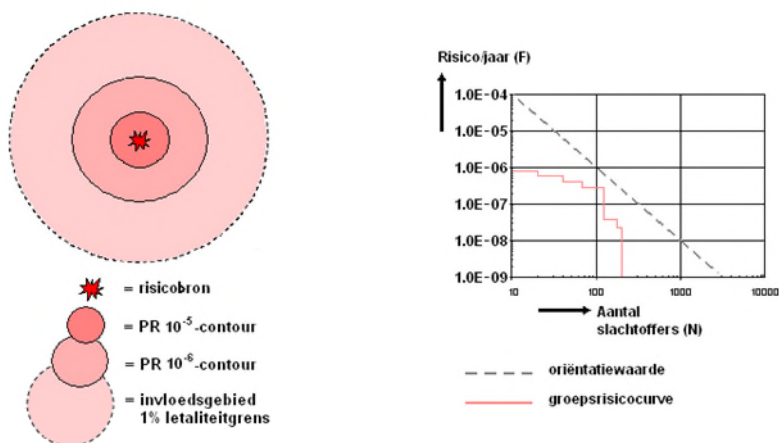 = risicobron
= PR 10⁻⁵-contour
= PR 10⁻⁶-contour
= invloedsgebied
1% letaliteitgrens
Risico/jaar (F)
1.0E-04
1.0E-05
1.0E-06
1.0E-07
1.0E-08
1.0E-09
10 100 1000 10000
Aantal
slachtoffers (N)
oriëntatiewaarde
groepsrisicocurve